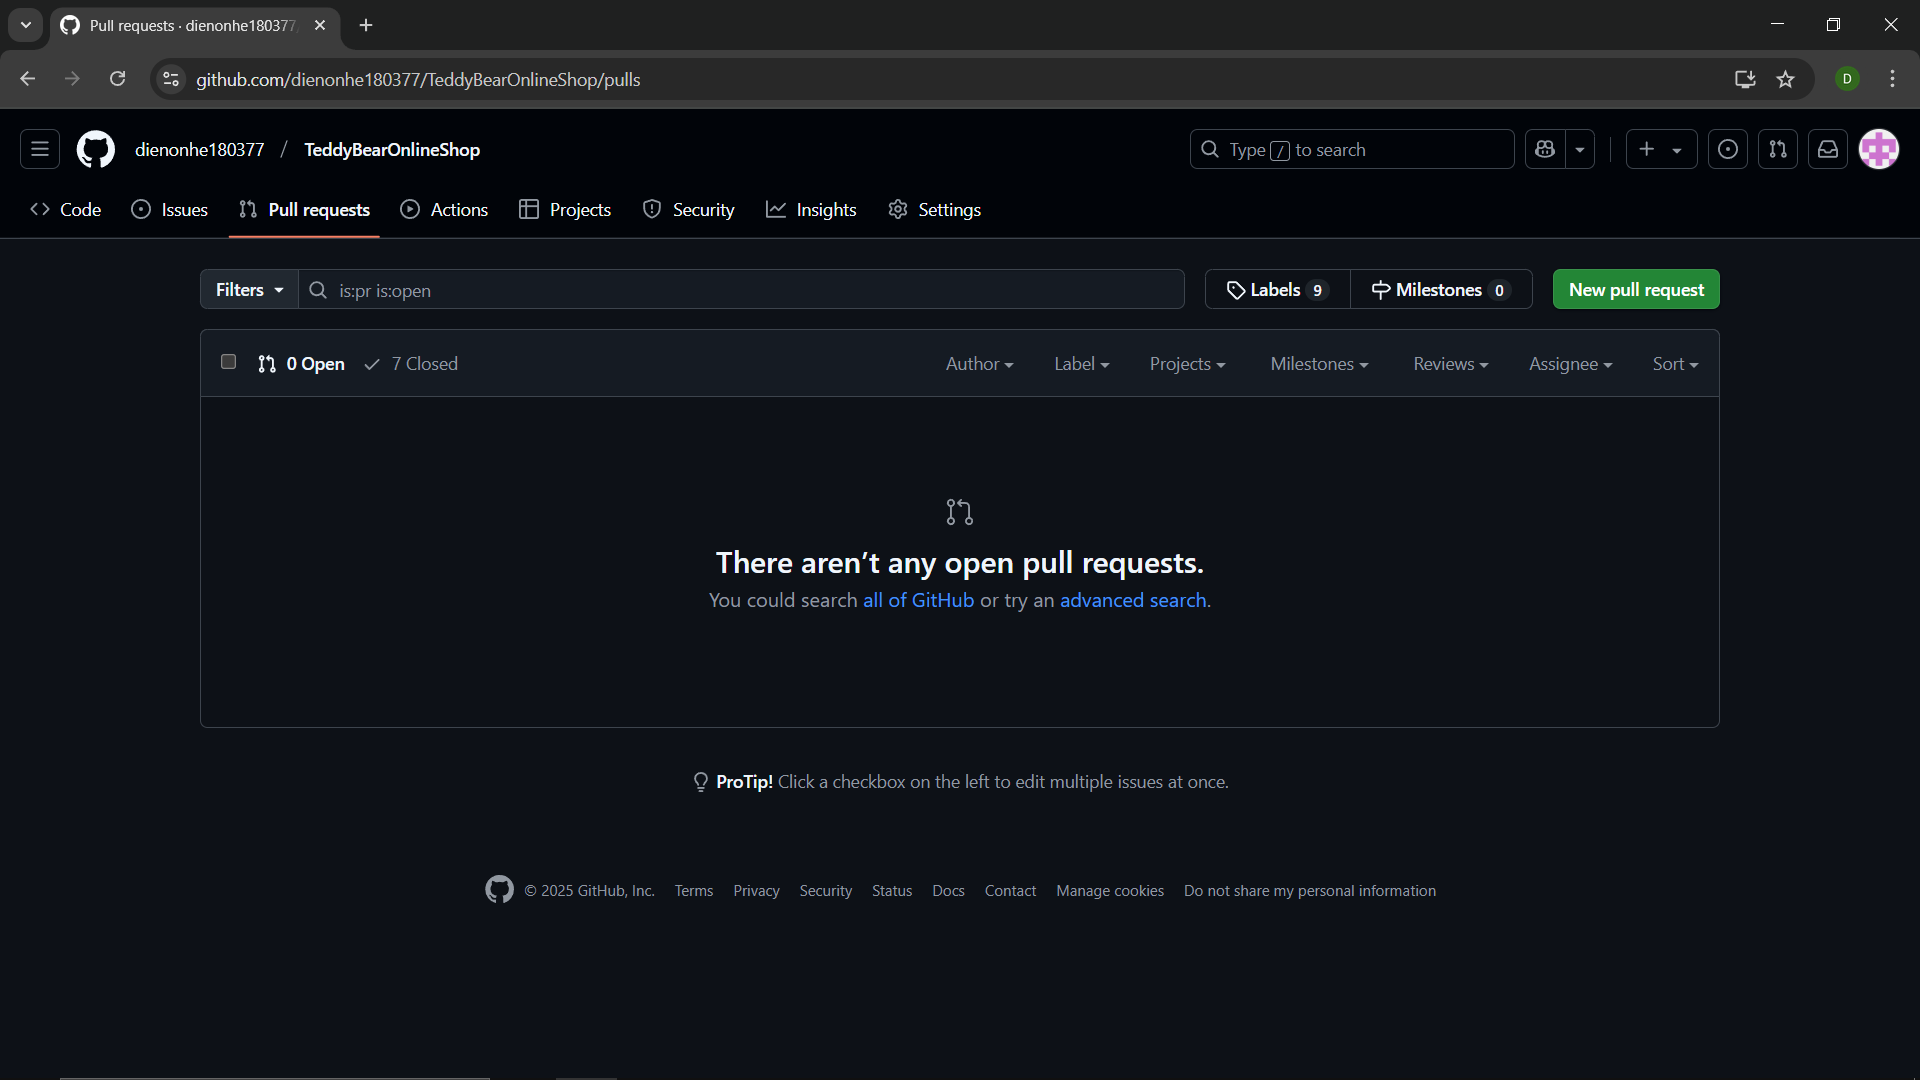 Pull requests · dienonhe180377
github.com/dienonhe180377/TeddyBearOnlineShop/pulls
D
dienonhe180377 / TeddyBearOnlineShop
Type / to search
Code Issues Pull requests Actions Projects Security Insights Settings
Filters is:pr is:open Labels 9 Milestones 0 New pull request
0 Open 7 Closed Author Label Projects Milestones Reviews Assignee Sort
There aren’t any open pull requests.
You could search all of GitHub or try an advanced search.
ProTip! Click a checkbox on the left to edit multiple issues at once.
© 2025 GitHub, Inc. Terms Privacy Security Status Docs Contact Manage cookies Do not share my personal information